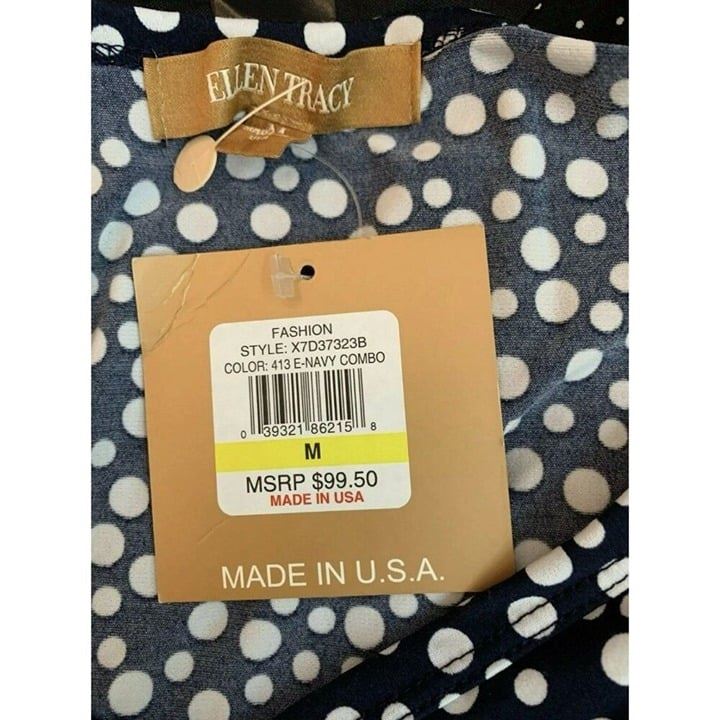 ELLEN TRACY
FASHION
STYLE: X7D37323B
COLOR: 413 E-NAVY COMBO
0 39321 86215 8
M
MSRP $99.50
MADE IN USA
MADE IN U.S.A.